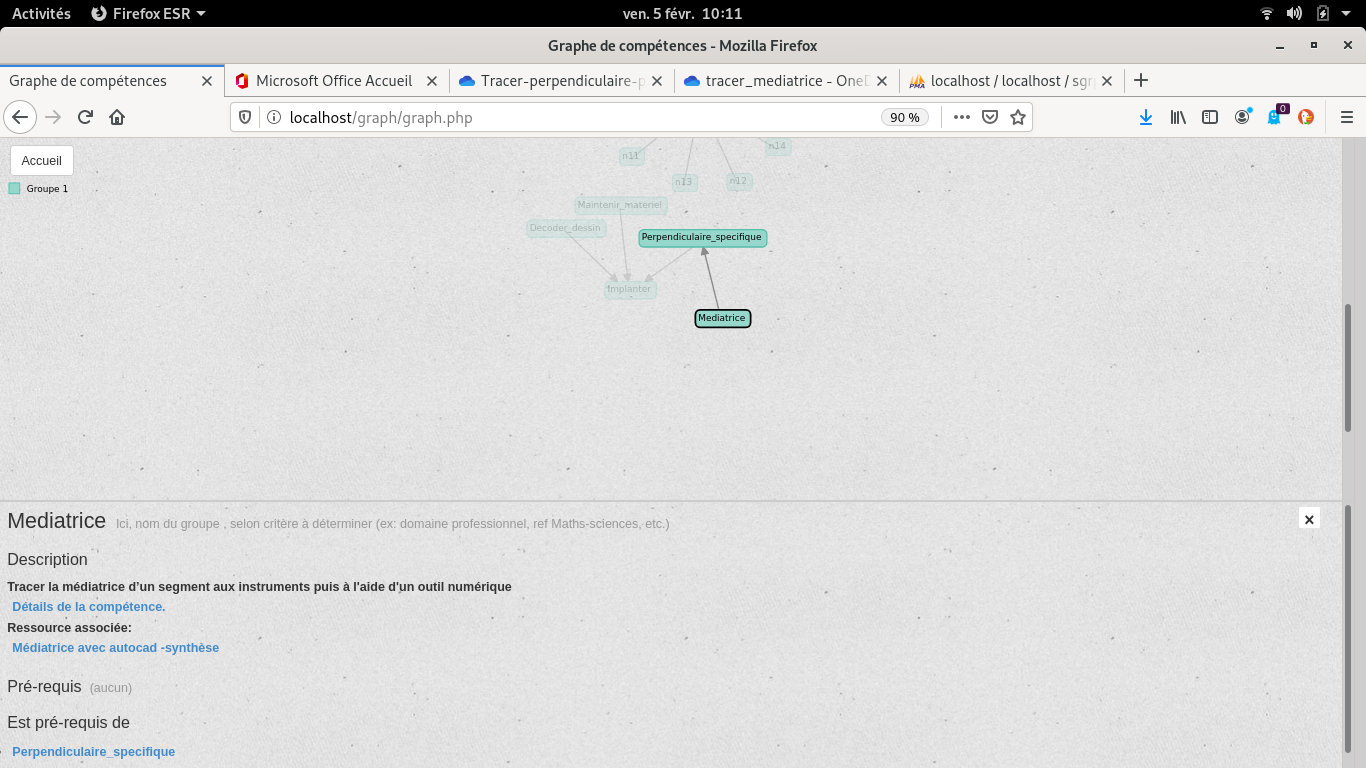 Activités Firefox ESR ven. 5 févr. 10:11
Graphe de compétences - Mozilla Firefox
Graphe de compétences Microsoft Office Accueil Tracer-perpendiculaire-p tracer_mediatrice - OneD localhost / localhost / sgrp
localhost/graph/graph.php 90 % 0
Accueil
Groupe 1
n11
n14
n13
n12
Maintenir_materiel
Decoder_dessin
Perpendiculaire_specifique
Implanter
Mediatrice
Mediatrice Ici, nom du groupe , selon critère à déterminer (ex: domaine professionnel, ref Maths-sciences, etc.)
Description
Tracer la médiatrice d’un segment aux instruments puis à l'aide d'un outil numérique
Détails de la compétence.
Ressource associée:
Médiatrice avec autocad -synthèse
Pré-requis (aucun)
Est pré-requis de
Perpendiculaire_specifique